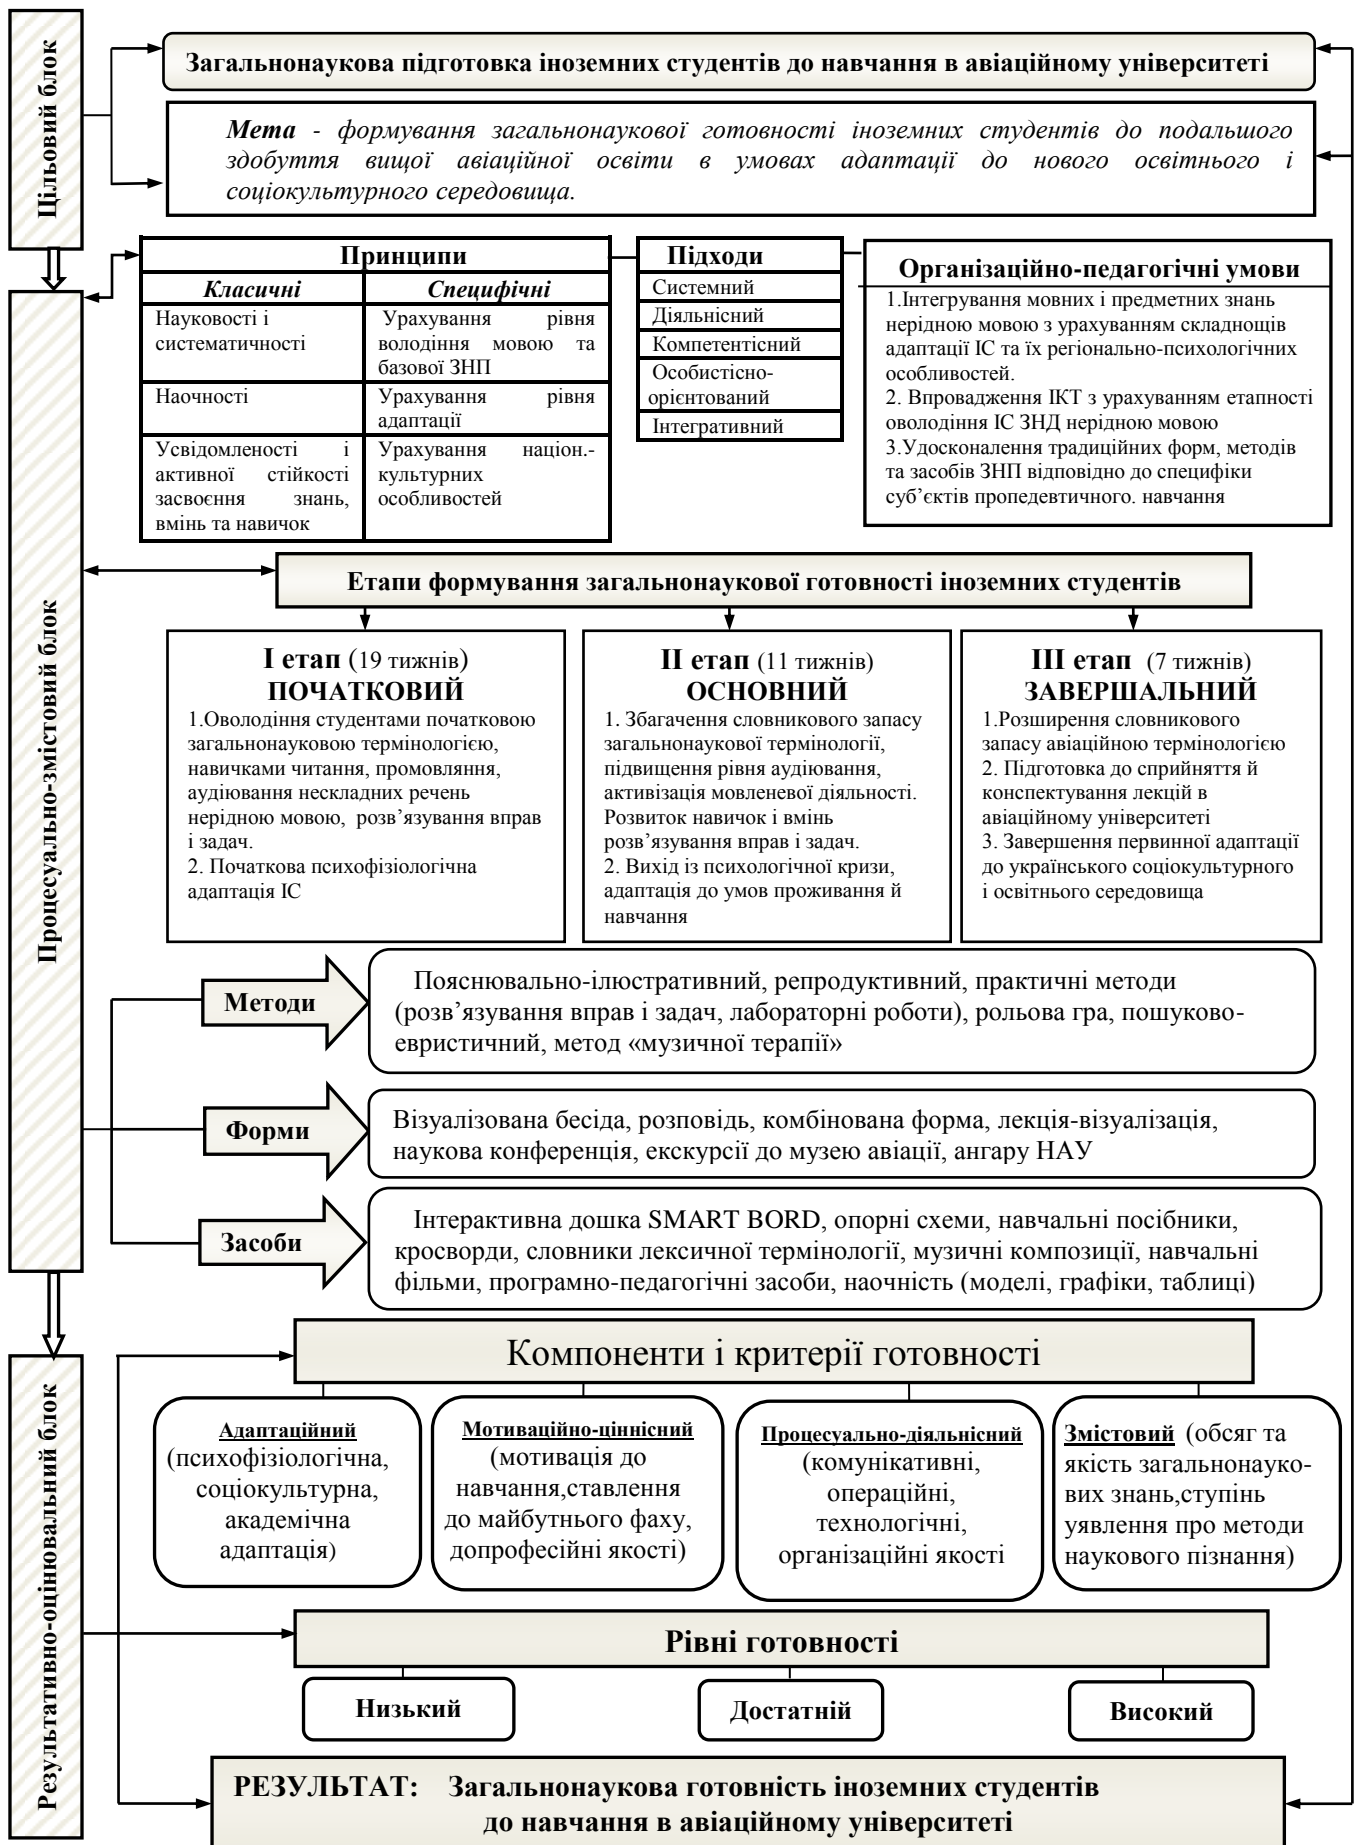 Цільовий блок
Загальнонаукова підготовка іноземних студентів до навчання в авіаційному університеті
Мета - формування загальнонаукової готовності іноземних студентів до подальшого
здобуття вищої авіаційної освіти в умовах адаптації до нового освітнього і
соціокультурного середовища.
Процесуально-змістовий блок
Принципи
Класичні
Специфічні
Науковості і
систематичності
Урахування рівня
володіння мовою та
базової ЗНП
Наочності
Урахування рівня
адаптації
Усвідомленості і
активної стійкості
засвоєння знань,
вмінь та навичок
Урахування націон.-
культурних
особливостей
Підходи
Системний
Діяльнісний
Компетентісний
Особистісно-
орієнтований
Інтегративний
Організаційно-педагогічні умови
1.Інтегрування мовних і предметних знань
нерідною мовою з урахуванням складнощів
адаптації ІС та їх регіонально-психологічних
особливостей.
2. Впровадження ІКТ з урахуванням етапності
оволодіння ІС ЗНД нерідною мовою
3.Удосконалення традиційних форм, методів
та засобів ЗНП відповідно до специфіки
суб’єктів пропедевтичного. навчання
Етапи формування загальнонаукової готовності іноземних студентів
І етап (19 тижнів)
ПОЧАТКОВИЙ
1.Оволодіння студентами початковою
загальнонауковою термінологією,
навичками читання, промовляння,
аудіювання нескладних речень
нерідною мовою, розв’язування вправ
і задач.
2. Початкова психофізіологічна
адаптація ІС
ІІ етап (11 тижнів)
ОСНОВНИЙ
1. Збагачення словникового запасу
загальнонаукової термінології,
підвищення рівня аудіювання,
активізація мовленевої діяльності.
Розвиток навичок і вмінь
розв’язування вправ і задач.
2. Вихід із психологічної кризи,
адаптація до умов проживання й
навчання
ІІІ етап (7 тижнів)
ЗАВЕРШАЛЬНИЙ
1.Розширення словникового
запасу авіаційною термінологією
2. Підготовка до сприйняття й
конспектування лекцій в
авіаційному університеті
3. Завершення первинної адаптації
до українського соціокультурного
і освітнього середовища
Методи
Пояснювально-ілюстративний, репродуктивний, практичні методи
(розв’язування вправ і задач, лабораторні роботи), рольова гра, пошуково-
евристичний, метод «музичної терапії»
Форми
Візуалізована бесіда, розповідь, комбінована форма, лекція-візуалізація,
наукова конференція, екскурсії до музею авіації, ангару НАУ
Засоби
Інтерактивна дошка SMART BORD, опорні схеми, навчальні посібники,
кросворди, словники лексичної термінології, музичні композиції, навчальні
фільми, програмно-педагогічні засоби, наочність (моделі, графіки, таблиці)
Результативно-оцінювальний блок
Компоненти і критерії готовності
Адаптаційний
(психофізіологічна,
соціокультурна,
академічна
адаптація)
Мотиваційно-ціннісний
(мотивація до
навчання,ставлення
до майбутнього фаху,
допрофесійні якості)
Процесуально-діяльнісний
(комунікативні,
операційні,
технологічні,
організаційні якості
Змістовий (обсяг та
якість загальнонауко-
вих знань,ступінь
уявлення про методи
наукового пізнання)
Рівні готовності
Низький
Достатній
Високий
РЕЗУЛЬТАТ: Загальнонаукова готовність іноземних студентів
до навчання в авіаційному університеті